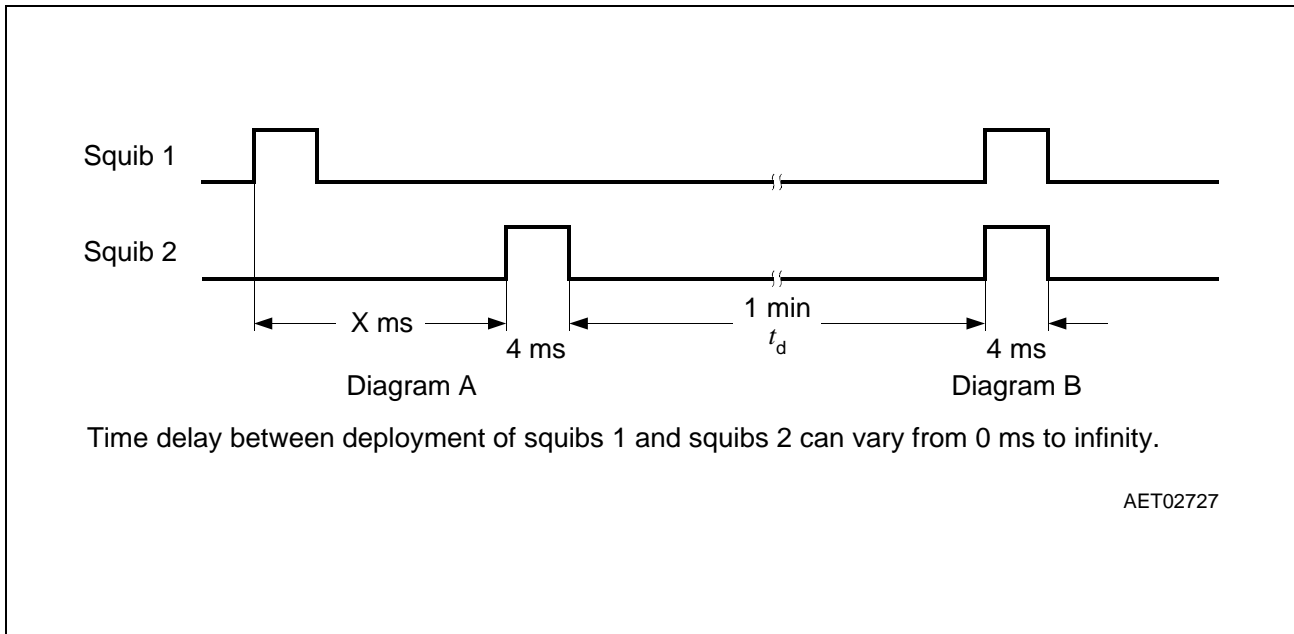 Squib 1
Squib 2
X ms
4 ms
1 min
td
4 ms
Diagram A
Diagram B
Time delay between deployment of squibs 1 and squibs 2 can vary from 0 ms to infinity.
AET02727